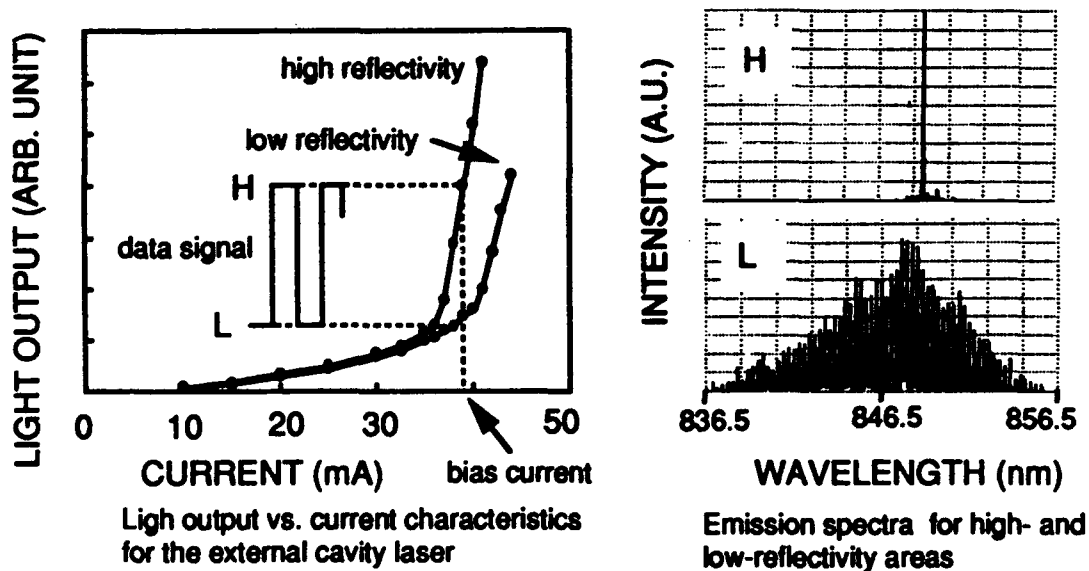 LIGHT OUTPUT (ARB. UNIT)
high reflectivity
low reflectivity
H
data signal
L
0 10 20 30 50
CURRENT (mA)
bias current
Ligh output vs. current characteristics
for the external cavity laser
INTENSITY (A.U.)
H
L
836.5 846.5 856.5
WAVELENGTH (nm)
Emission spectra for high- and
low-reflectivity areas